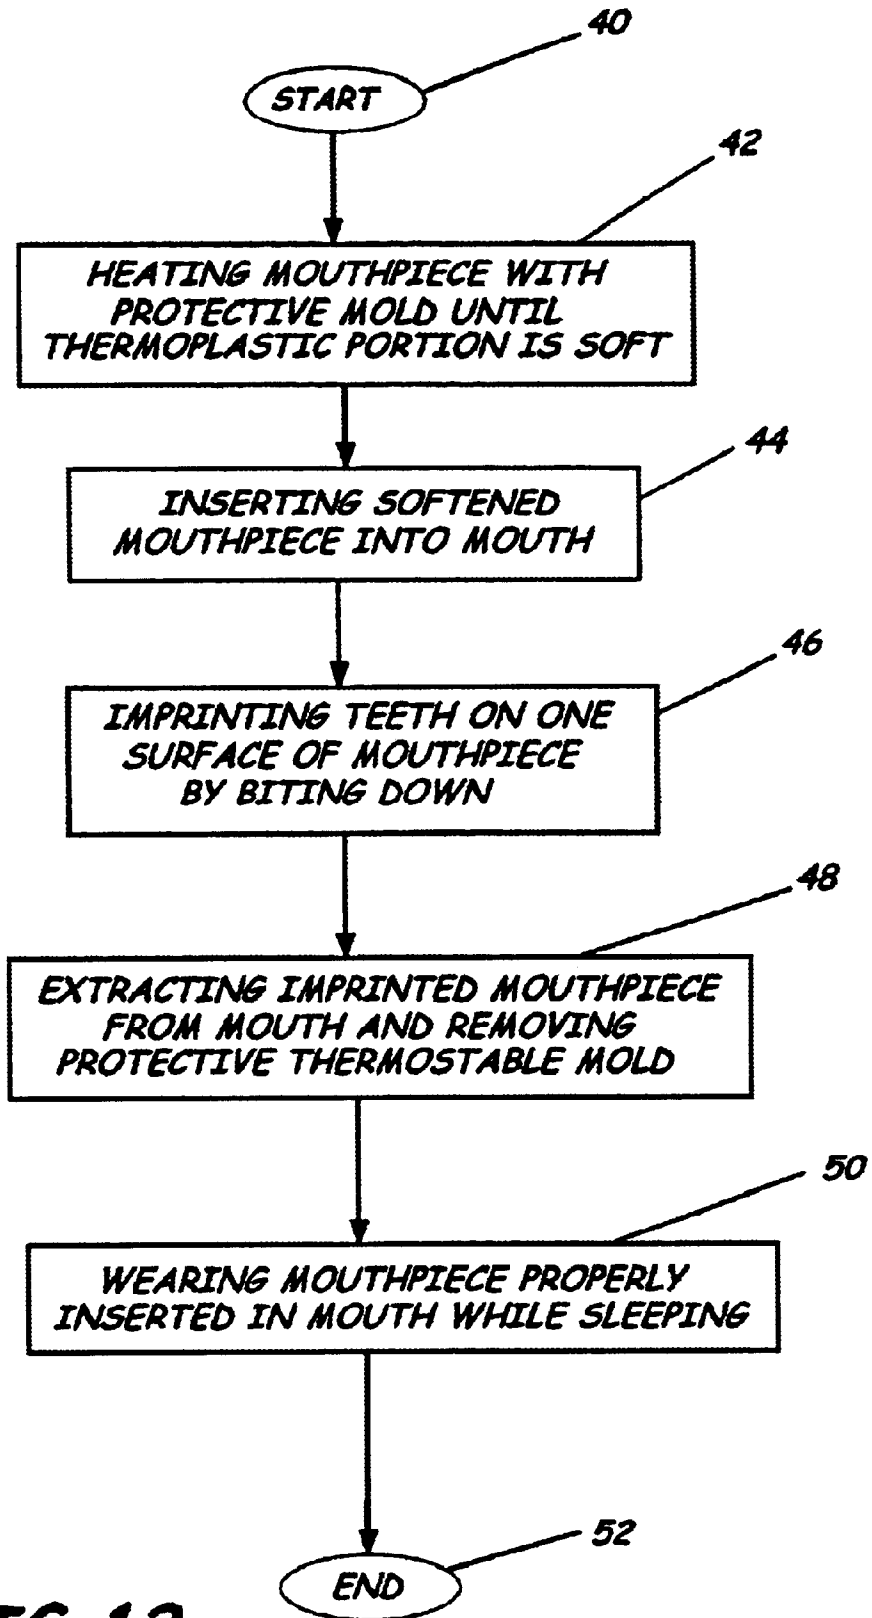 40
START
42
HEATING MOUTHPIECE WITH
PROTECTIVE MOLD UNTIL
THERMOPLASTIC PORTION IS SOFT
44
INSERTING SOFTENED
MOUTHPIECE INTO MOUTH
46
IMPRINTING TEETH ON ONE
SURFACE OF MOUTHPIECE
BY BITING DOWN
48
EXTRACTING IMPRINTED MOUTHPIECE
FROM MOUTH AND REMOVING
PROTECTIVE THERMOSTABLE MOLD
50
WEARING MOUTHPIECE PROPERLY
INSERTED IN MOUTH WHILE SLEEPING
52
END